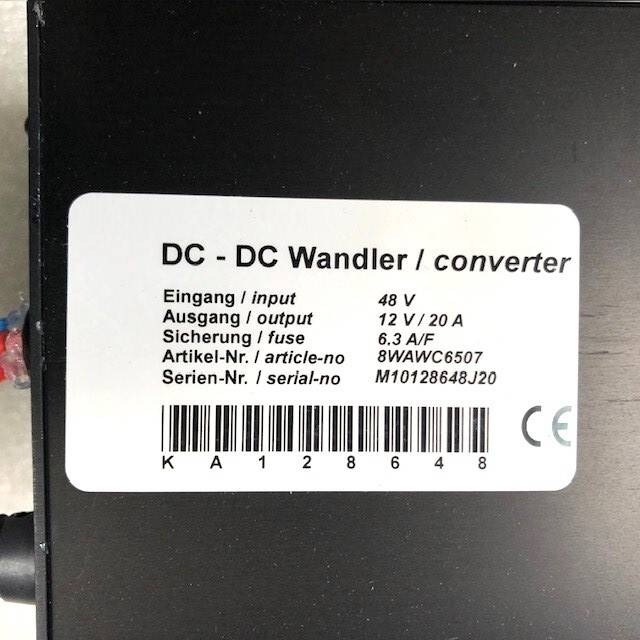 DC - DC Wandler / converter
Eingang / input 48 V
Ausgang / output 12 V / 20 A
Sicherung / fuse 6.3 A/F
Artikel-Nr. / article-no 8WAWC6507
Serien-Nr. / serial-no M10128648J20
CE
K A 1 2 8 6 4 8